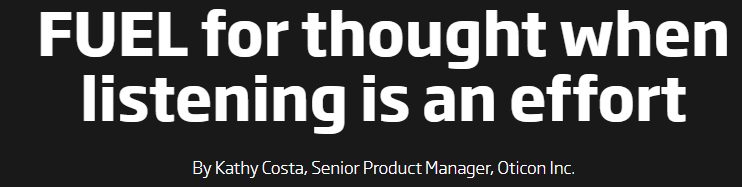 FUEL for thought when
listening is an effort
By Kathy Costa, Senior Product Manager, Oticon Inc.